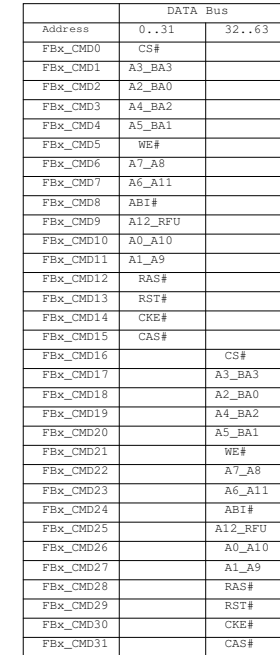 DATA Bus
Address 0..31 32..63
FBx_CMD0 CS#
FBx_CMD1 A3_BA3
FBx_CMD2 A2_BA0
FBx_CMD3 A4_BA2
FBx_CMD4 A5_BA1
FBx_CMD5 WE#
FBx_CMD6 A7_A8
FBx_CMD7 A6_A11
FBx_CMD8 ABI#
FBx_CMD9 A12_RFU
FBx_CMD10 A0_A10
FBx_CMD11 A1_A9
FBx_CMD12 RAS#
FBx_CMD13 RST#
FBx_CMD14 CKE#
FBx_CMD15 CAS#
FBx_CMD16 CS#
FBx_CMD17 A3_BA3
FBx_CMD18 A2_BA0
FBx_CMD19 A4_BA2
FBx_CMD20 A5_BA1
FBx_CMD21 WE#
FBx_CMD22 A7_A8
FBx_CMD23 A6_A11
FBx_CMD24 ABI#
FBx_CMD25 A12_RFU
FBx_CMD26 A0_A10
FBx_CMD27 A1_A9
FBx_CMD28 RAS#
FBx_CMD29 RST#
FBx_CMD30 CKE#
FBx_CMD31 CAS#